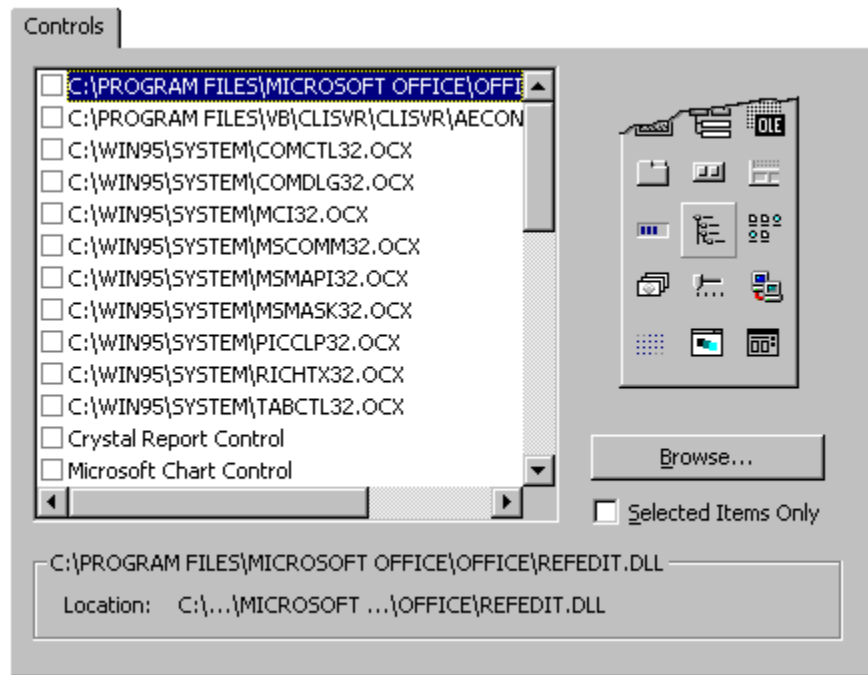 Controls
C:\PROGRAM FILES\MICROSOFT OFFICE\OFFI
C:\PROGRAM FILES\VB\CLISVR\CLISVR\AECON
C:\WIN95\SYSTEM\COMCTL32.OCX
C:\WIN95\SYSTEM\COMDLG32.OCX
C:\WIN95\SYSTEM\MCI32.OCX
C:\WIN95\SYSTEM\MSCOMM32.OCX
C:\WIN95\SYSTEM\MSMAPI32.OCX
C:\WIN95\SYSTEM\MSMASK32.OCX
C:\WIN95\SYSTEM\PICCLP32.OCX
C:\WIN95\SYSTEM\RICHTX32.OCX
C:\WIN95\SYSTEM\TABCTL32.OCX
Crystal Report Control
Microsoft Chart Control
OLE
Browse...
Selected Items Only
C:\PROGRAM FILES\MICROSOFT OFFICE\OFFICE\REFEDIT.DLL
Location: C:\...\MICROSOFT ...\OFFICE\REFEDIT.DLL